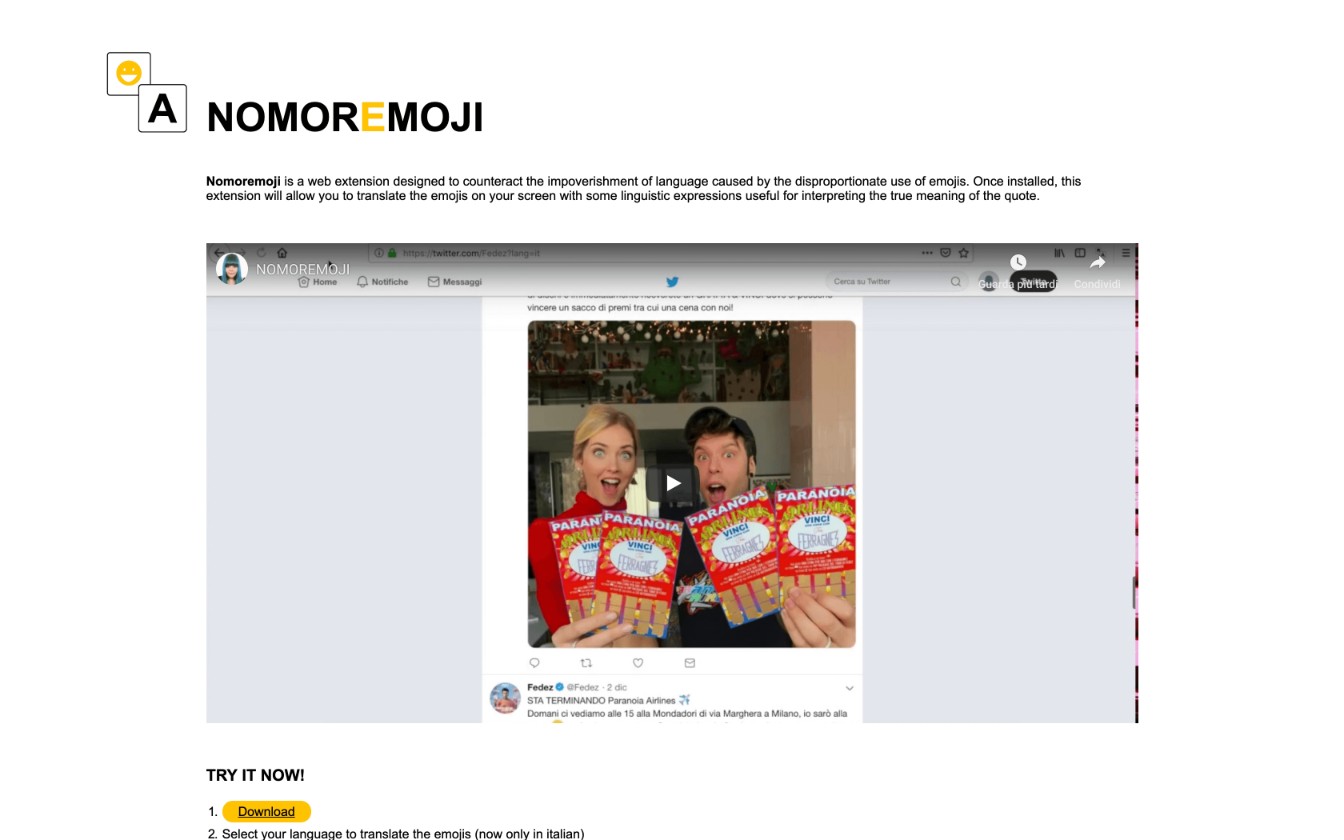 A
NOMOREMOJI
Nomoremoji is a web extension designed to counteract the impoverishment of language caused by the disproportionate use of emojis. Once installed, this
extension will allow you to translate the emojis on your screen with some linguistic expressions useful for interpreting the true meaning of the quote.
https://twitter.com/Fedez?lang=it
NOMOREMOJI
Home Notifiche Messaggi Cerca su Twitter Guarda più tardi Condividi
vincere un sacco di premi tra cui una cena con noi!
PARANOIA PARANOIA
PARANOIA
VINCI VINCI VINCI
FERRAGNEZ FERRAGNEZ FERRAGNEZ
Fedez @Fedez · 2 dic
STA TERMINANDO Paranoia Airlines ✈️
Domani ci vediamo alle 15 alla Mondadori di via Marghera a Milano, io sarò alla
TRY IT NOW!
1. Download
2. Select your language to translate the emojis (now only in italian)